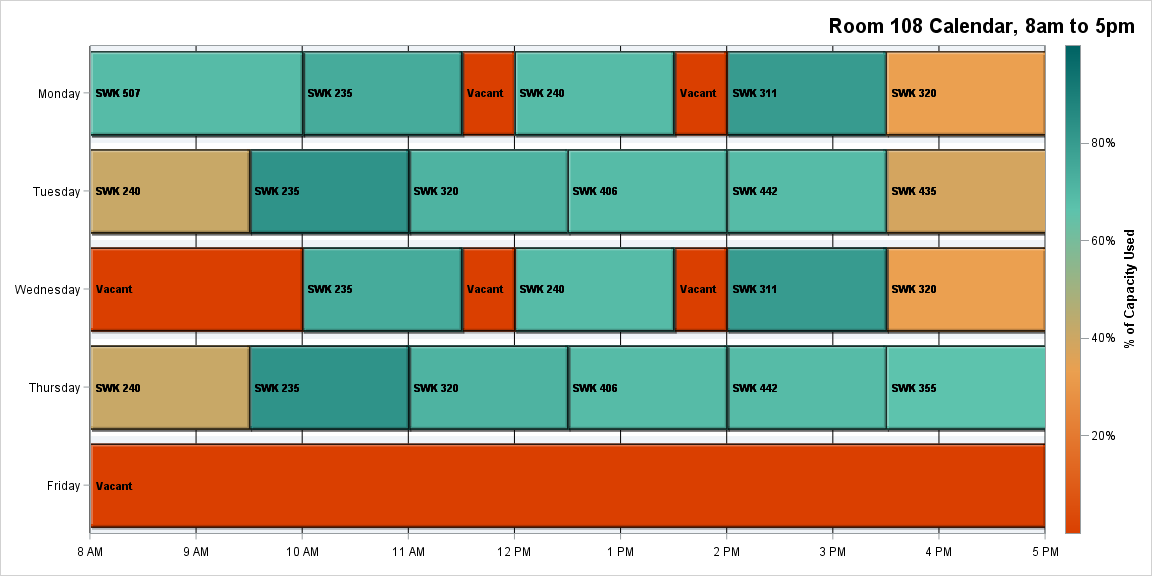 Room 108 Calendar, 8am to 5pm
Monday
SWK 507
SWK 235
Vacant
SWK 240
Vacant
SWK 311
SWK 320
Tuesday
SWK 240
SWK 235
SWK 320
SWK 406
SWK 442
SWK 435
Wednesday
Vacant
SWK 235
Vacant
SWK 240
Vacant
SWK 311
SWK 320
Thursday
SWK 240
SWK 235
SWK 320
SWK 406
SWK 442
SWK 355
Friday
Vacant
8 AM
9 AM
10 AM
11 AM
12 PM
1 PM
2 PM
3 PM
4 PM
5 PM
80%
60%
40%
20%
% of Capacity Used